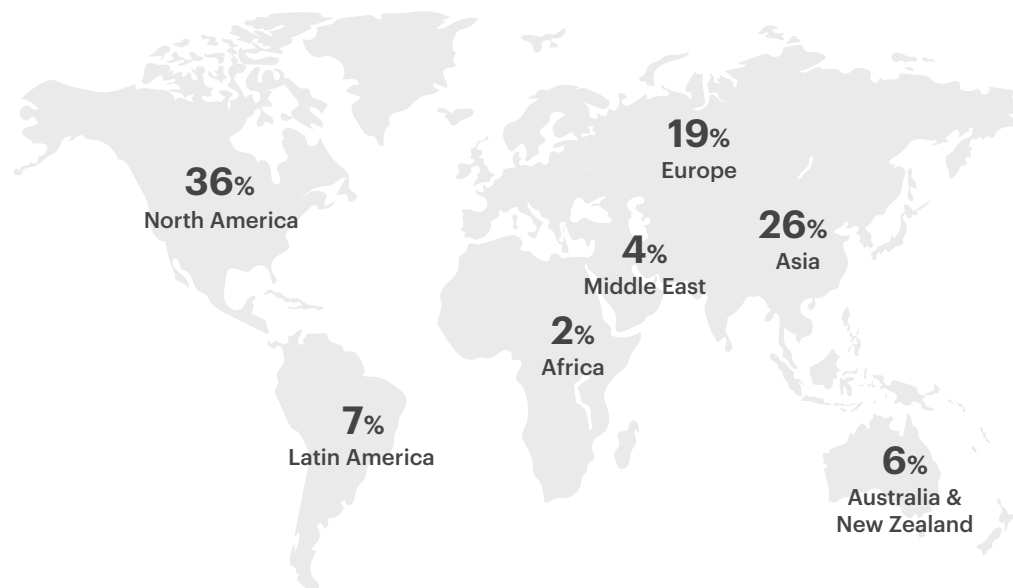 19%
Europe
36%
North America
26%
Asia
4%
Middle East
2%
Africa
7%
Latin America
6%
Australia &
New Zealand